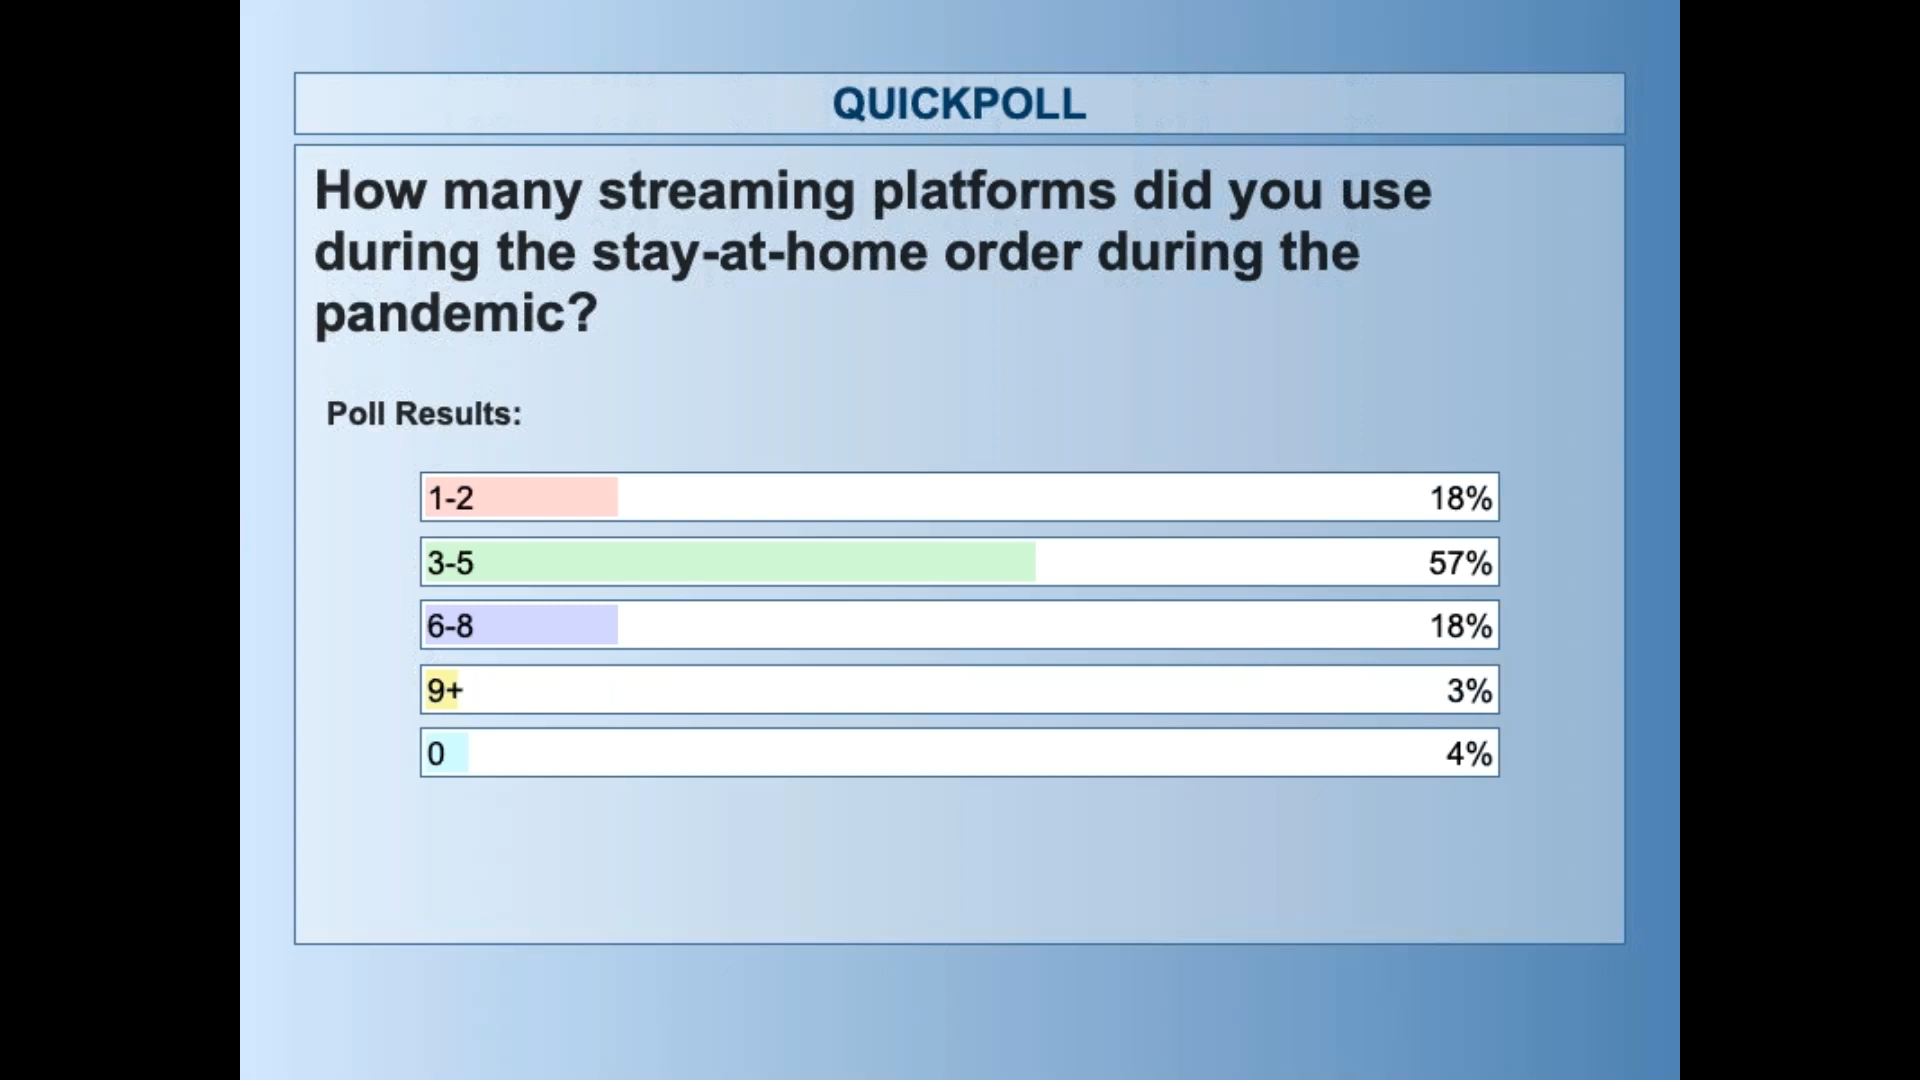 QUICKPOLL
How many streaming platforms did you use
during the stay-at-home order during the
pandemic?
Poll Results:
1-2 18%
3-5 57%
6-8 18%
9+ 3%
0 4%